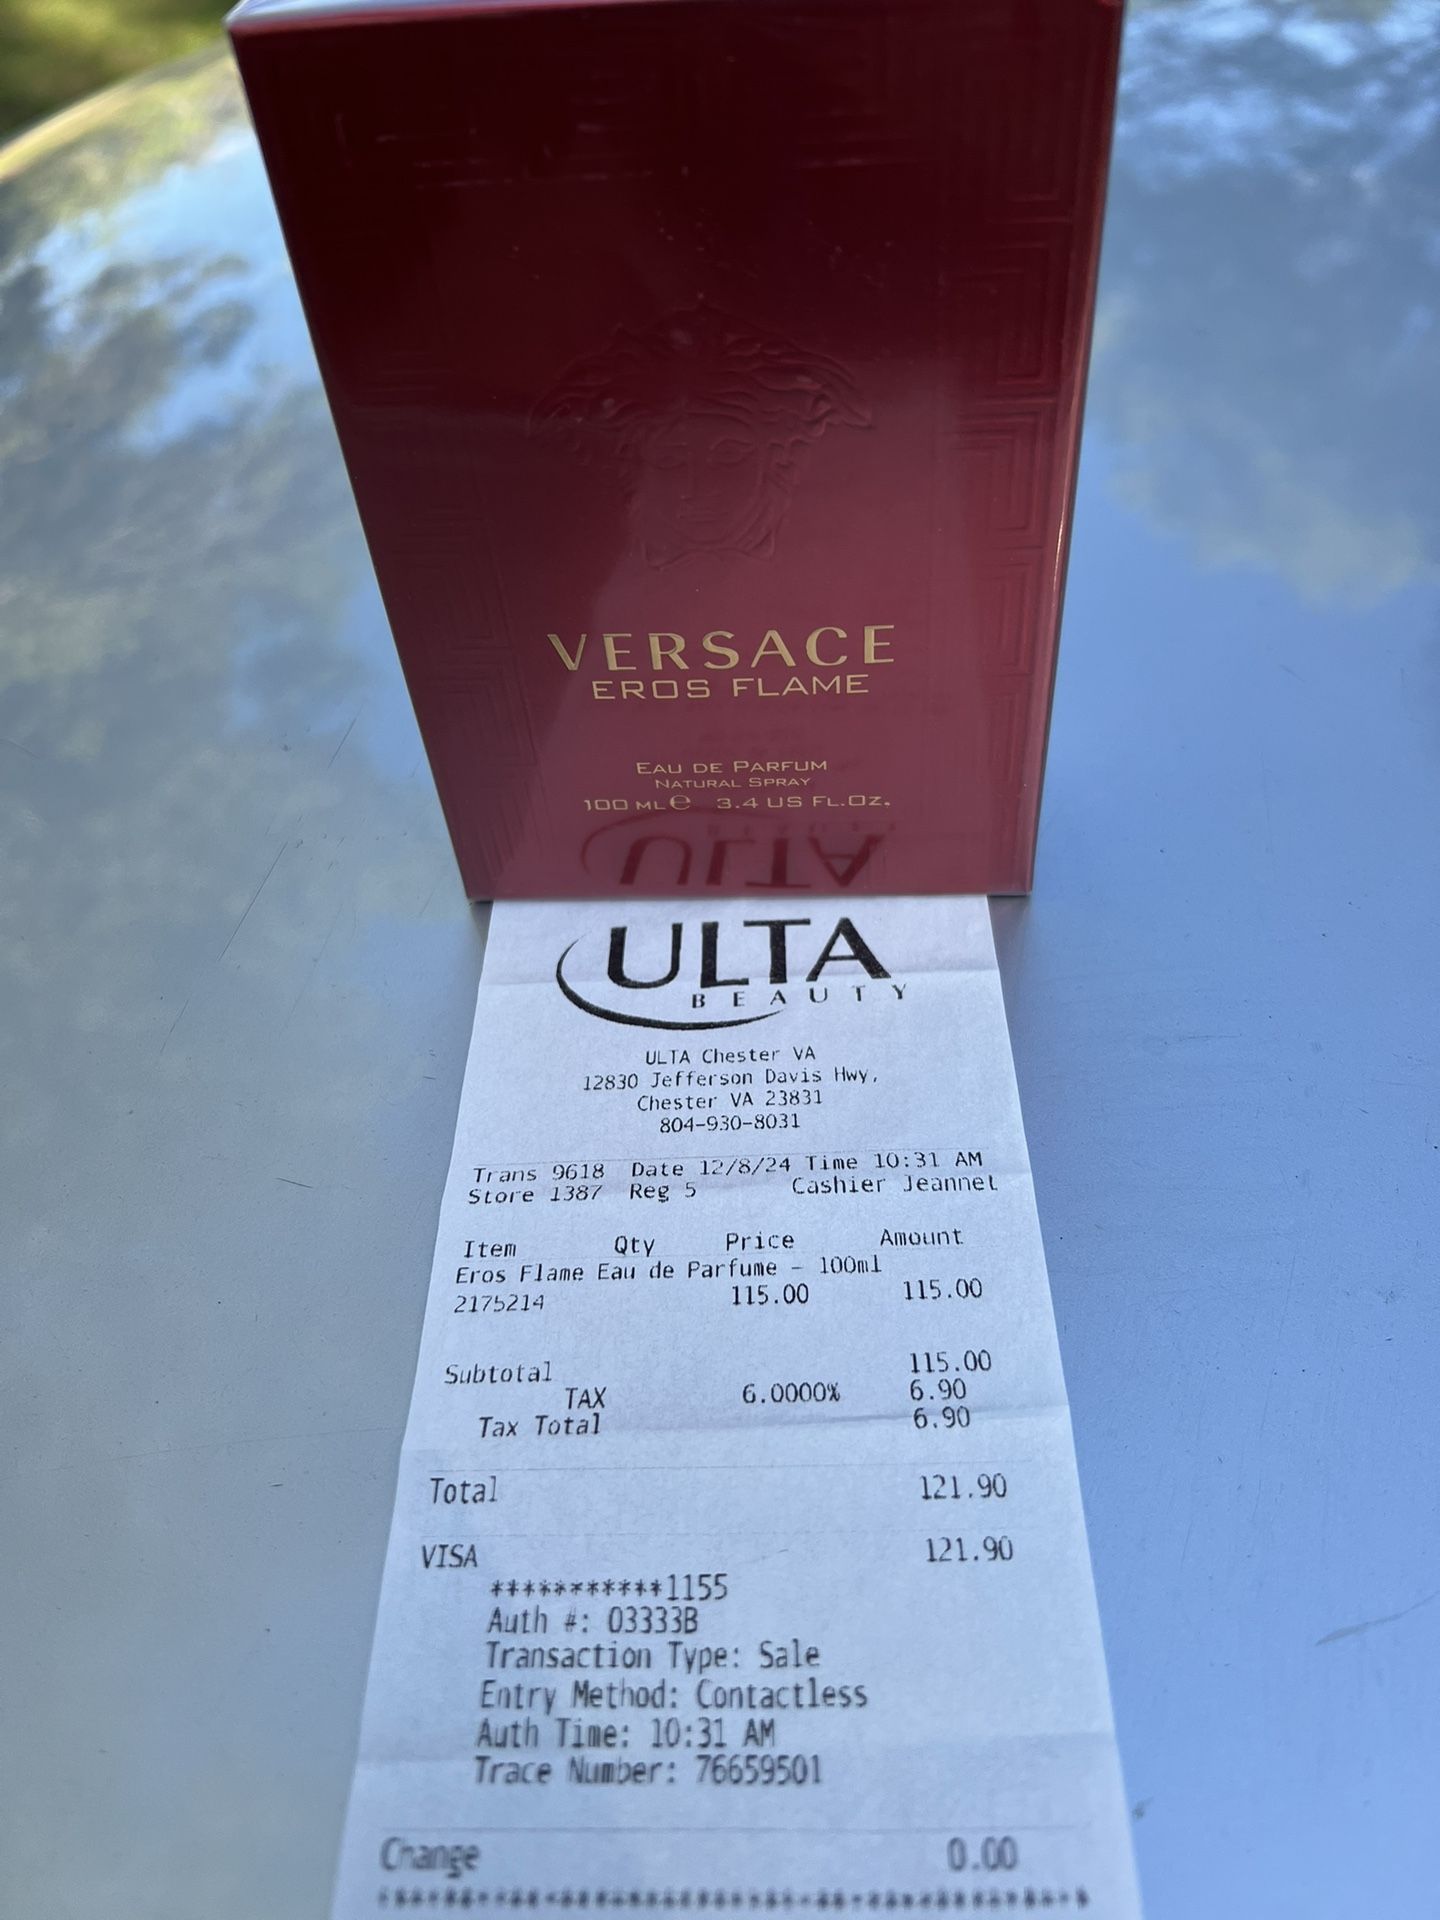 VERSACE
EROS FLAME
EAU DE PARFUM
NATURAL SPRAY
100 ML℮ 3.4 US FL.OZ.
ULTA
BEAUTY
ULTA Chester VA
12830 Jefferson Davis Hwy,
Chester VA 23831
804-930-8031
Trans 9618 Date 12/8/24 Time 10:31 AM
Store 1387 Reg 5 Cashier Jeannet
Item Qty Price Amount
Eros Flame Eau de Parfume - 100ml
2175214 115.00 115.00
Subtotal 115.00
TAX 6.0000% 6.90
Tax Total 6.90
Total 121.90
VISA 121.90
***********1155
Auth #: 03333B
Transaction Type: Sale
Entry Method: Contactless
Auth Time: 10:31 AM
Trace Number: 76659501
Change 0.00